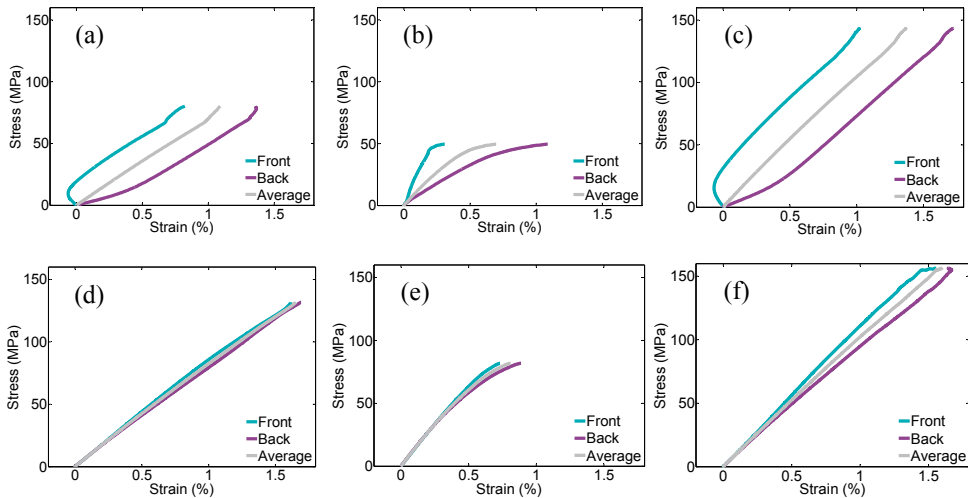 (a)
150
100
50
0
Stress (MPa)
0 0.5 1 1.5
Strain (%)
Front
Back
Average
(b)
150
100
50
0
Stress (MPa)
0 0.5 1 1.5
Strain (%)
Front
Back
Average
(c)
150
100
50
0
Stress (MPa)
0 0.5 1 1.5
Strain (%)
Front
Back
Average
(d)
150
100
50
0
Stress (MPa)
0 0.5 1 1.5
Strain (%)
Front
Back
Average
(e)
150
100
50
0
Stress (MPa)
0 0.5 1 1.5
Strain (%)
Front
Back
Average
(f)
150
100
50
0
Stress (MPa)
0 0.5 1 1.5
Strain (%)
Front
Back
Average